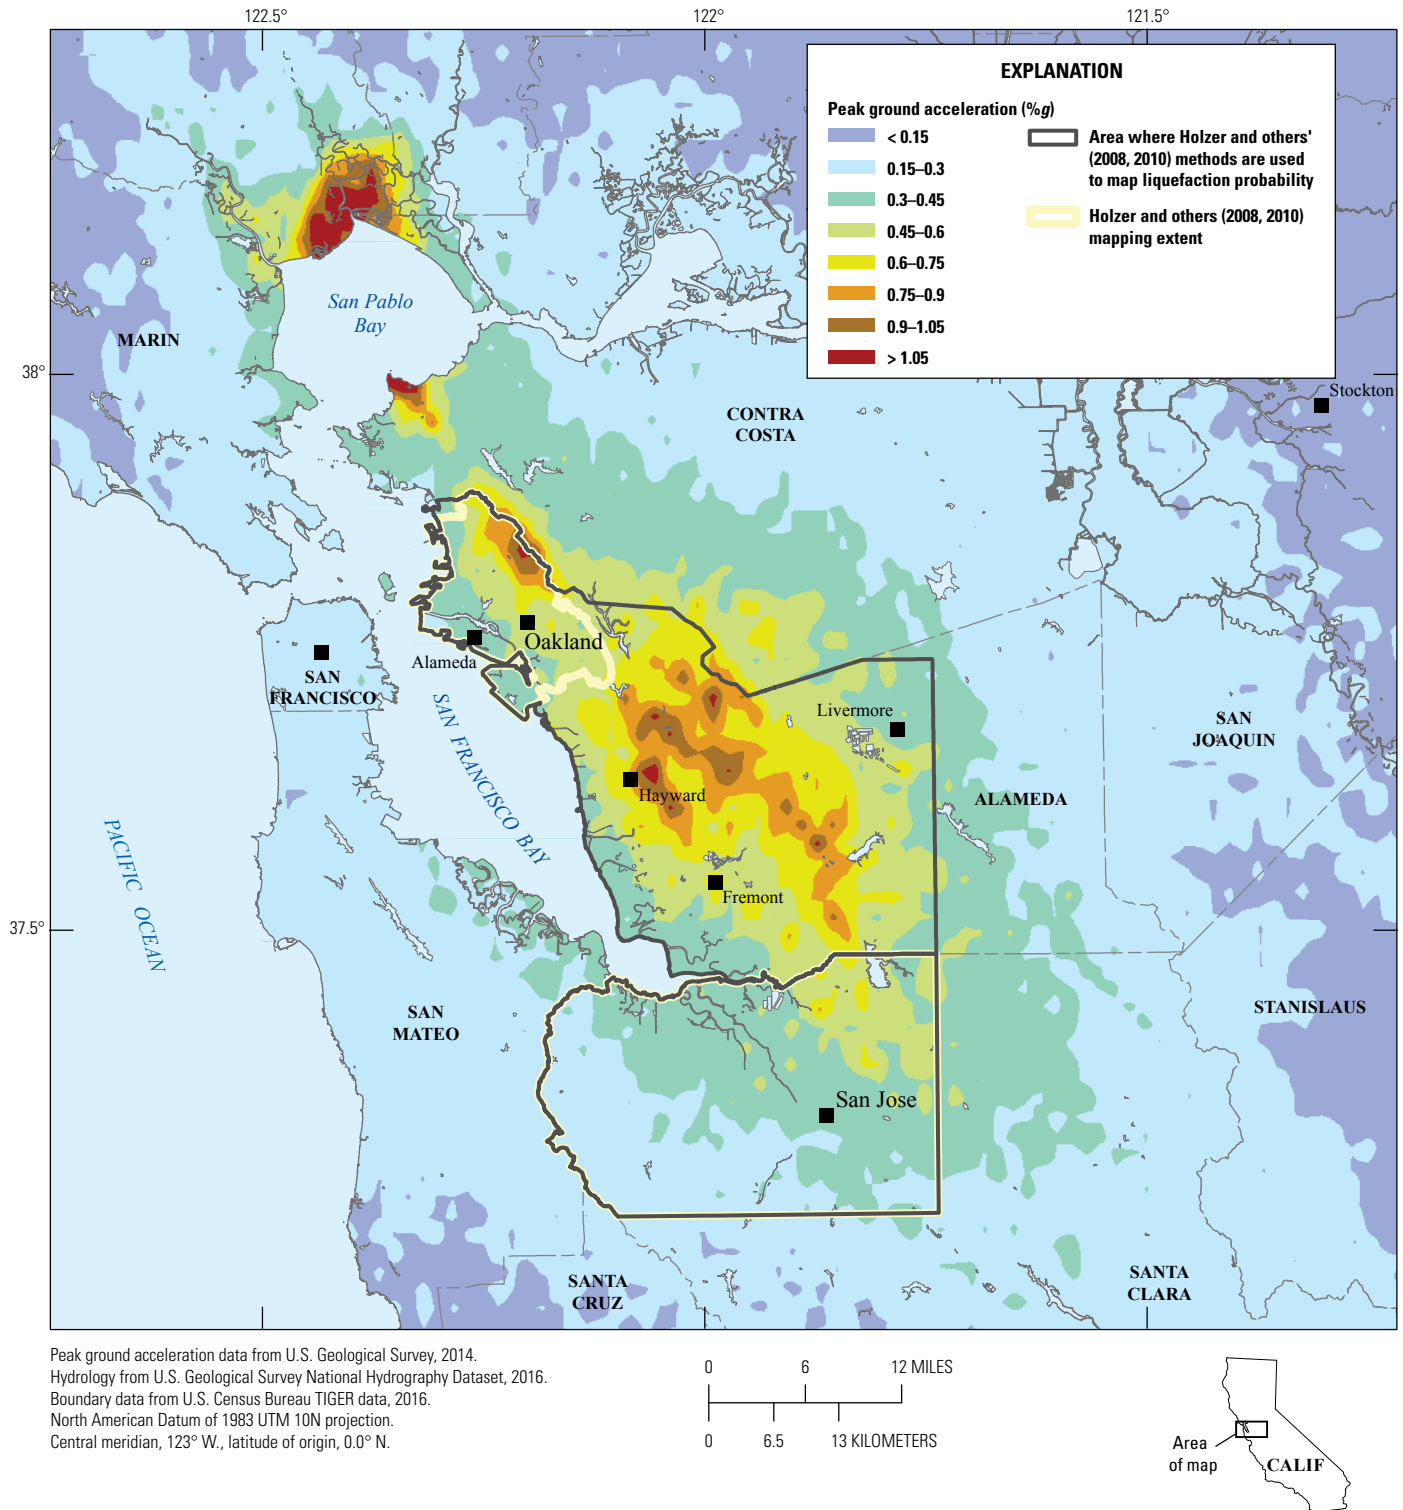 122.5°
122°
121.5°
EXPLANATION
Peak ground acceleration (%g)
< 0.15
0.15–0.3
0.3–0.45
0.45–0.6
0.6–0.75
0.75–0.9
0.9–1.05
> 1.05
Area where Holzer and others'
(2008, 2010) methods are used
to map liquefaction probability
Holzer and others (2008, 2010)
mapping extent
San Pablo
Bay
MARIN
38°
Stockton
CONTRA
COSTA
Oakland
Alameda
SAN
FRANCISCO
SAN FRANCISCO BAY
Livermore
SAN
JOAQUIN
Hayward
ALAMEDA
PACIFIC OCEAN
Fremont
37.5°
SAN
MATEO
STANISLAUS
San Jose
SANTA
CRUZ
SANTA
CLARA
Peak ground acceleration data from U.S. Geological Survey, 2014.
Hydrology from U.S. Geological Survey National Hydrography Dataset, 2016.
Boundary data from U.S. Census Bureau TIGER data, 2016.
North American Datum of 1983 UTM 10N projection.
Central meridian, 123° W., latitude of origin, 0.0° N.
0 6 12 MILES
0 6.5 13 KILOMETERS
Area
of map
CALIF